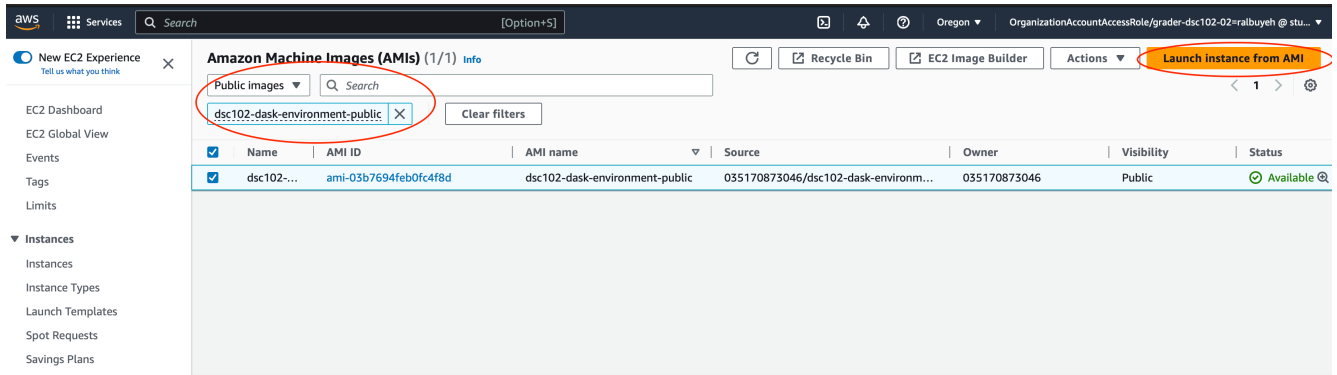 aws Services Search [Option+S] Oregon ▼ OrganizationAccountAccessRole/grader-dsc102-02=ralbuyeh @ stu... ▼
New EC2 Experience
Tell us what you think
EC2 Dashboard
EC2 Global View
Events
Tags
Limits
▼ Instances
Instances
Instance Types
Launch Templates
Spot Requests
Savings Plans
Amazon Machine Images (AMIs) (1/1) Info Recycle Bin EC2 Image Builder Actions ▼ Launch instance from AMI
Public images ▼ Search < 1 >
dsc102-dask-environment-public Clear filters
Name AMI ID AMI name ▽ Source Owner Visibility Status
dsc102-... ami-03b7694feb0fc4f8d dsc102-dask-environment-public 035170873046/dsc102-dask-environm... 035170873046 Public Available